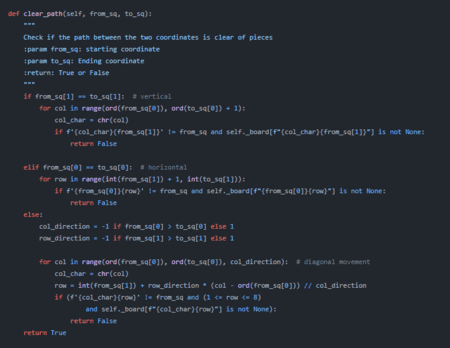 def clear_path(self, from_sq, to_sq):
    """
    Check if the path between the two coordinates is clear of pieces
    :param from_sq: starting coordinate
    :param to_sq: Ending coordinate
    :return: True or False
    """
    if from_sq[1] == to_sq[1]:  # vertical
        for col in range(ord(from_sq[0]), ord(to_sq[0]) + 1):
            col_char = chr(col)
            if f'{col_char}{from_sq[1]}' != from_sq and self._board[f"{col_char}{from_sq[1]}"] is not None:
                return False

    elif from_sq[0] == to_sq[0]:  # horizontal
        for row in range(int(from_sq[1]) + 1, int(to_sq[1])):
            if f'{from_sq[0]}{row}' != from_sq and self._board[f"{from_sq[0]}{row}"] is not None:
                return False
    else:
        col_direction = -1 if from_sq[0] > to_sq[0] else 1
        row_direction = -1 if from_sq[1] > to_sq[1] else 1

        for col in range(ord(from_sq[0]), ord(to_sq[0]), col_direction):  # diagonal movement
            col_char = chr(col)
            row = int(from_sq[1]) + row_direction * (col - ord(from_sq[0])) // col_direction
            if (f'{col_char}{row}' != from_sq and (1 <= row <= 8)
                    and self._board[f"{col_char}{row}"] is not None):
                return False
    return True